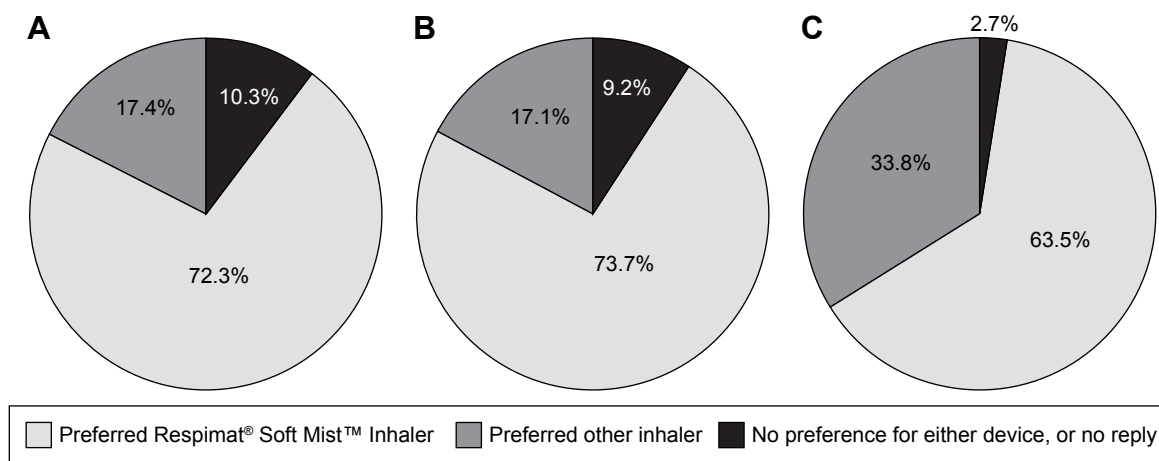 A
B
C
2.7%
17.4%
10.3%
17.1%
9.2%
33.8%
72.3%
73.7%
63.5%
Preferred Respimat® Soft Mist™ Inhaler
Preferred other inhaler
No preference for either device, or no reply